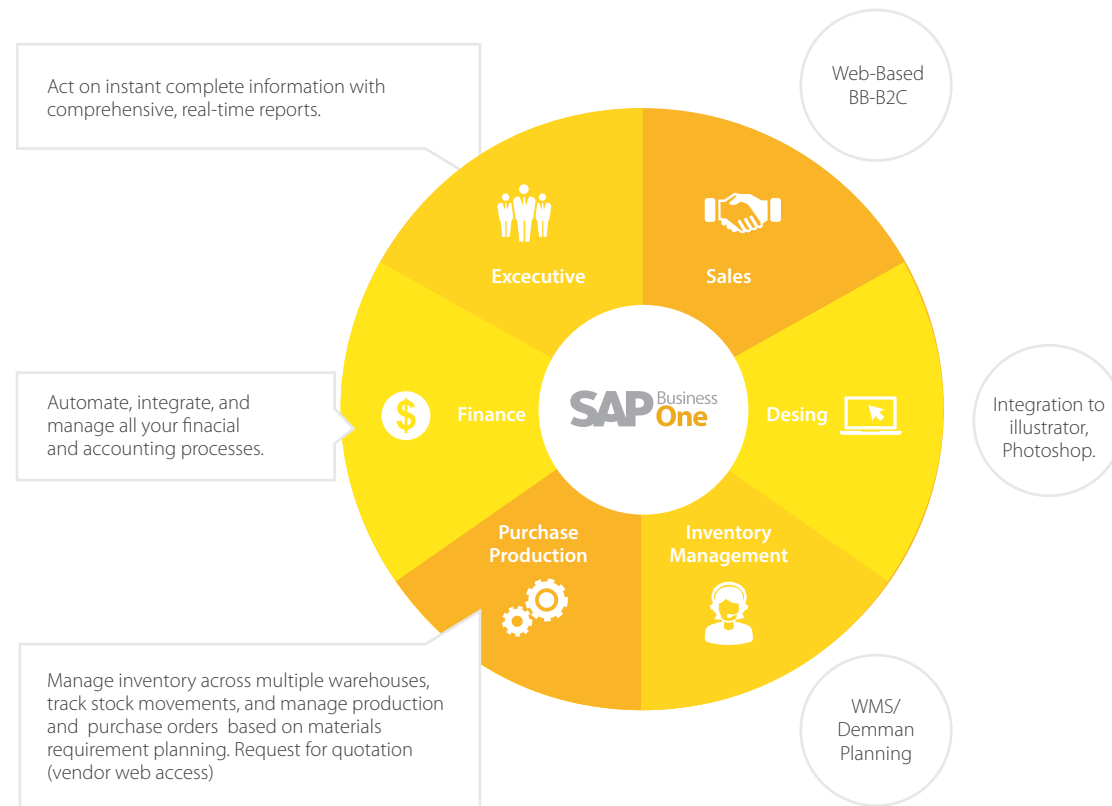 Act on instant complete information with
comprehensive, real-time reports.
Web-Based
BB-B2C
Excecutive
Sales
Automate, integrate, and
manage all your finacial
and accounting processes.
$
Finance
SAP Business
One
Desing
Integration to
illustrator,
Photoshop.
Purchase
Production
Inventory
Management
Manage inventory across multiple warehouses,
track stock movements, and manage production
and purchase orders based on materials
requirement planning. Request for quotation
(vendor web access)
WMS/
Demman
Planning